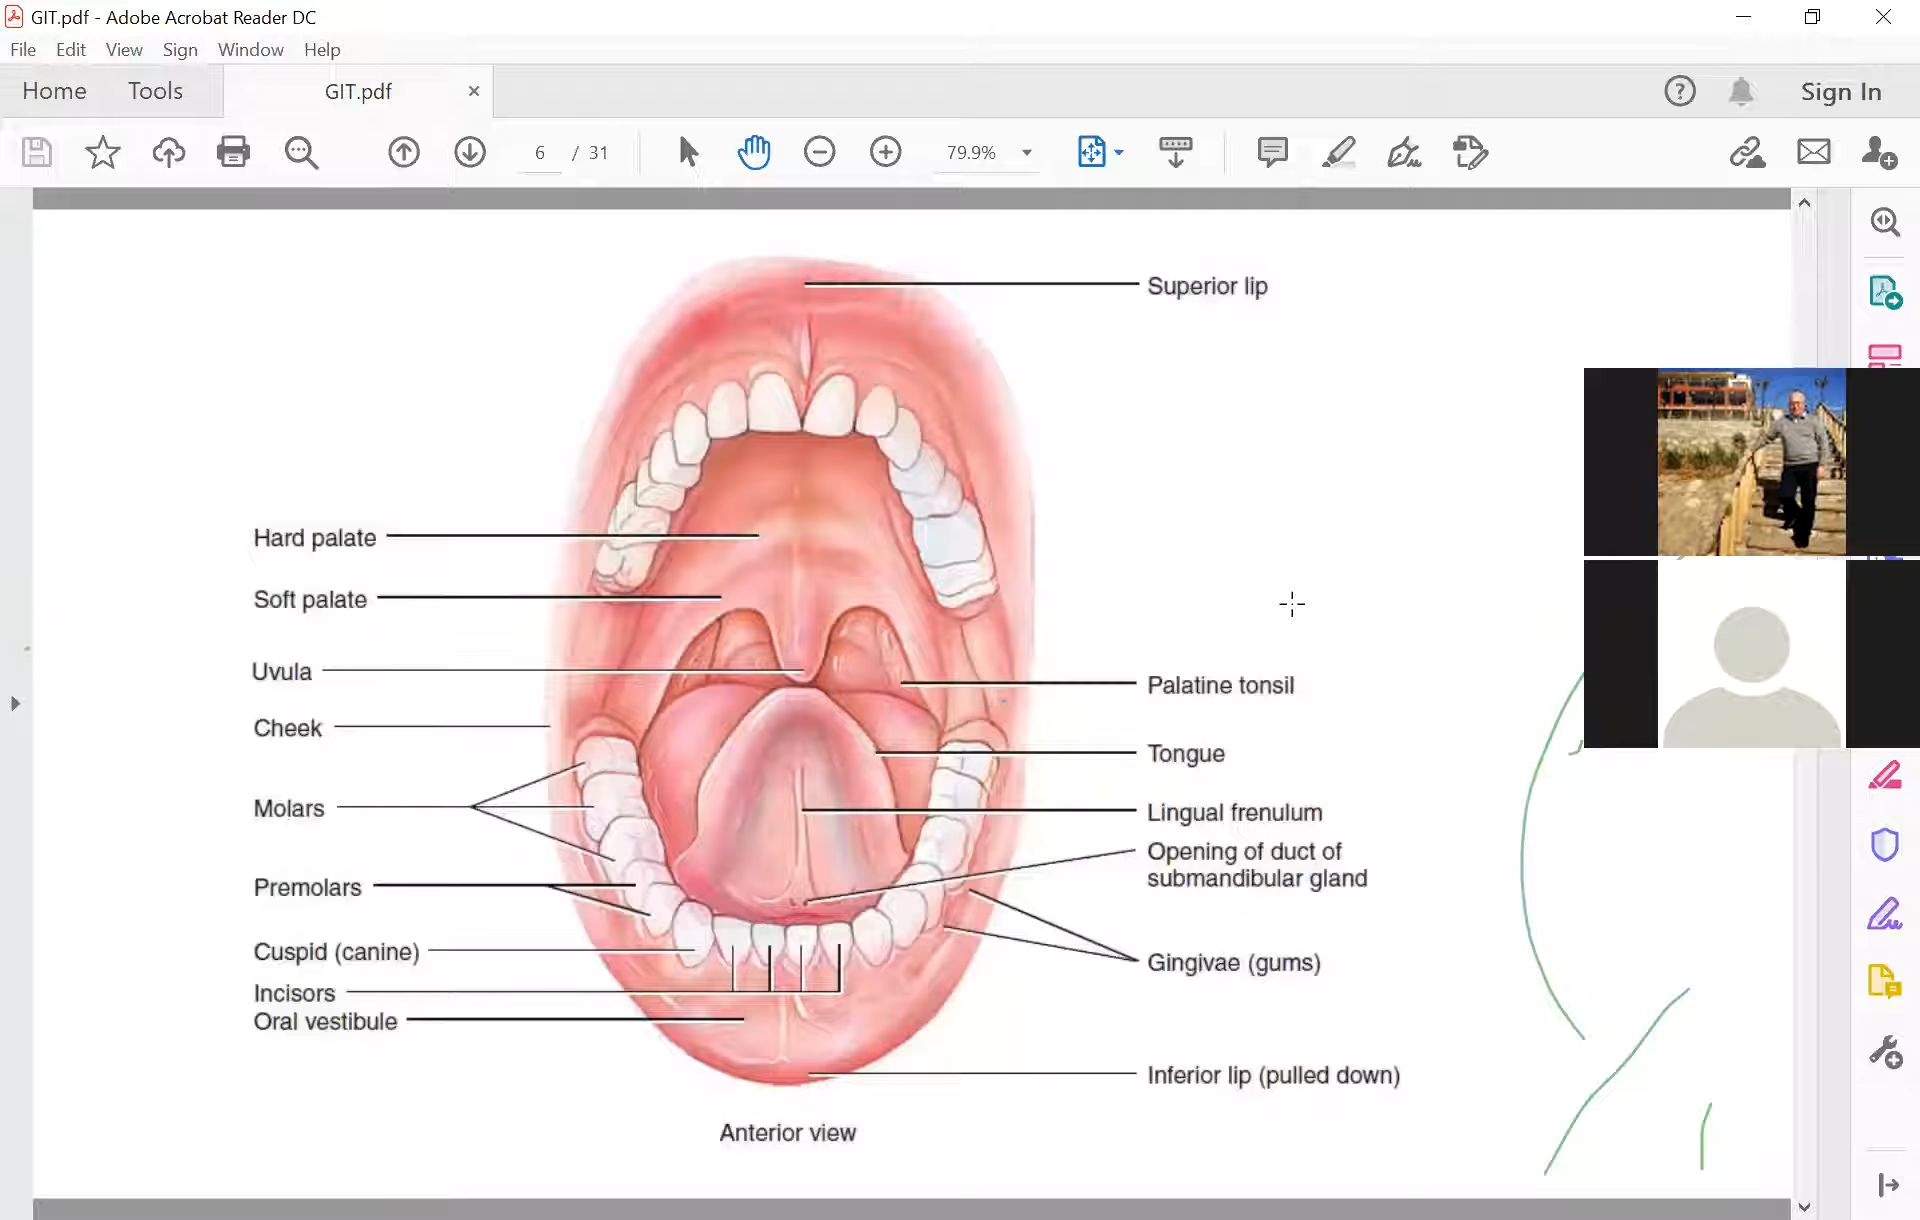 GIT.pdf - Adobe Acrobat Reader DC
File Edit View Sign Window Help
Home Tools GIT.pdf × Sign In
6 / 31 79.9%
Superior lip
Hard palate
Soft palate
Uvula
Cheek
Molars
Premolars
Cuspid (canine)
Incisors
Oral vestibule
Palatine tonsil
Tongue
Lingual frenulum
Opening of duct of
submandibular gland
Gingivae (gums)
Inferior lip (pulled down)
Anterior view